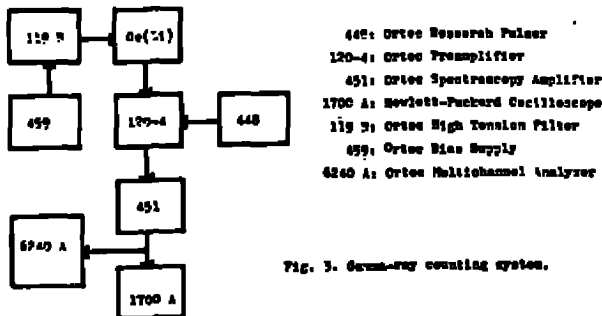 119 B
Ge(Li)
459
120-4
448
451
6240 A
1700 A
448: Ortec Research Pulser
120-4: Ortec Preamplifier
451: Ortec Spectroscopy Amplifier
1700 A: Hewlett-Packard Oscilloscope
119 B: Ortec High Tension Filter
459: Ortec Bias Supply
6240 A: Ortec Multichannel Analyzer
Fig. 3. Gamma-ray counting system.